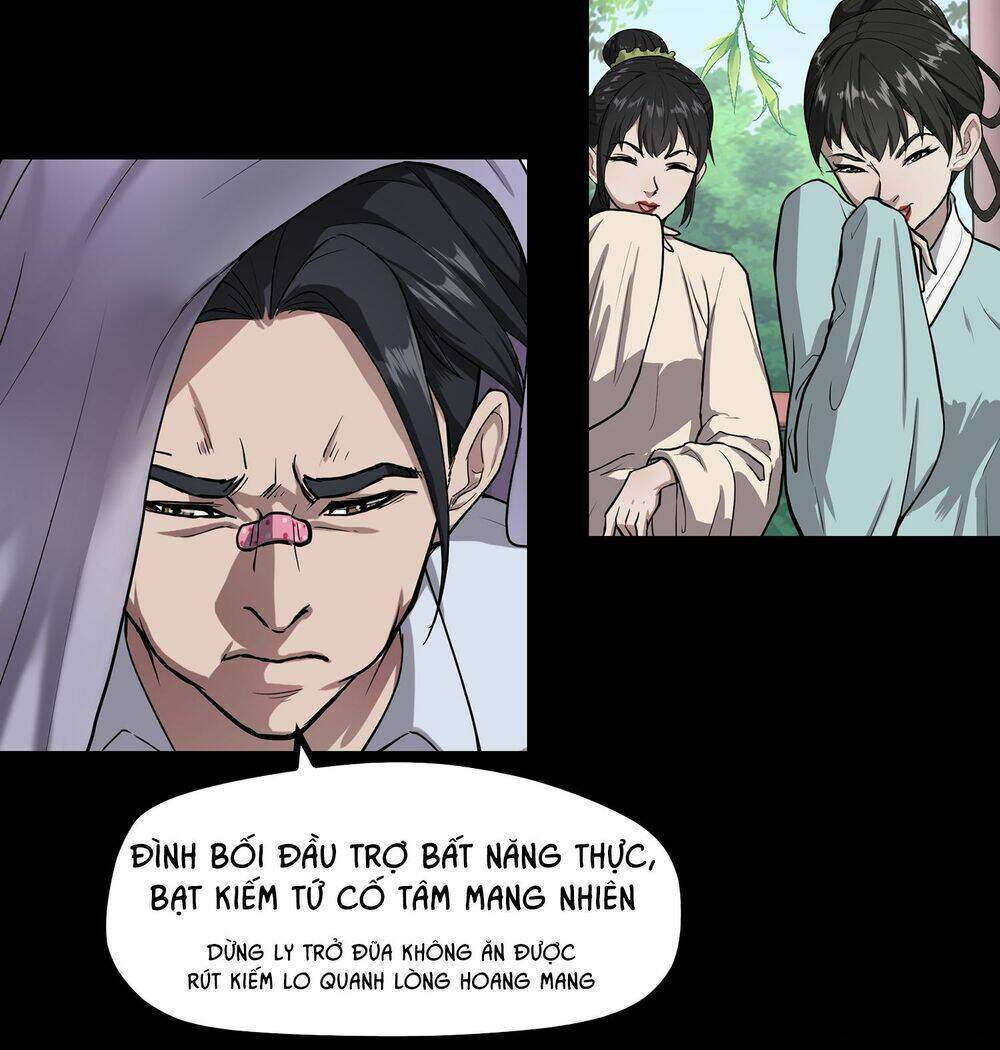 ĐÌNH BỐI ĐẦU TRỢ BẤT NĂNG THỰC,
BẠT KIẾM TỨ CỐ TÂM MANG NHIÊN
DỪNG LY TRỞ ĐŨA KHÔNG ĂN ĐƯỢC
RÚT KIẾM LO QUANH LÒNG HOANG MANG